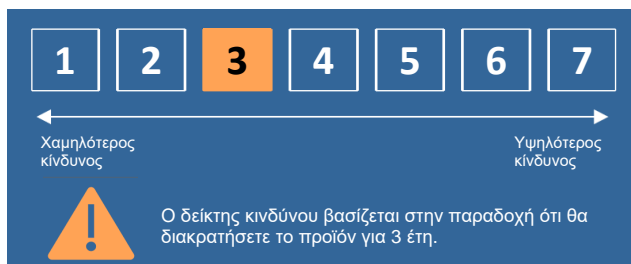 1 2 3 4 5 6 7
Χαμηλότερος
κίνδυνος
Υψηλότερος
κίνδυνος
Ο δείκτης κινδύνου βασίζεται στην παραδοχή ότι θα
διακρατήσετε το προϊόν για 3 έτη.